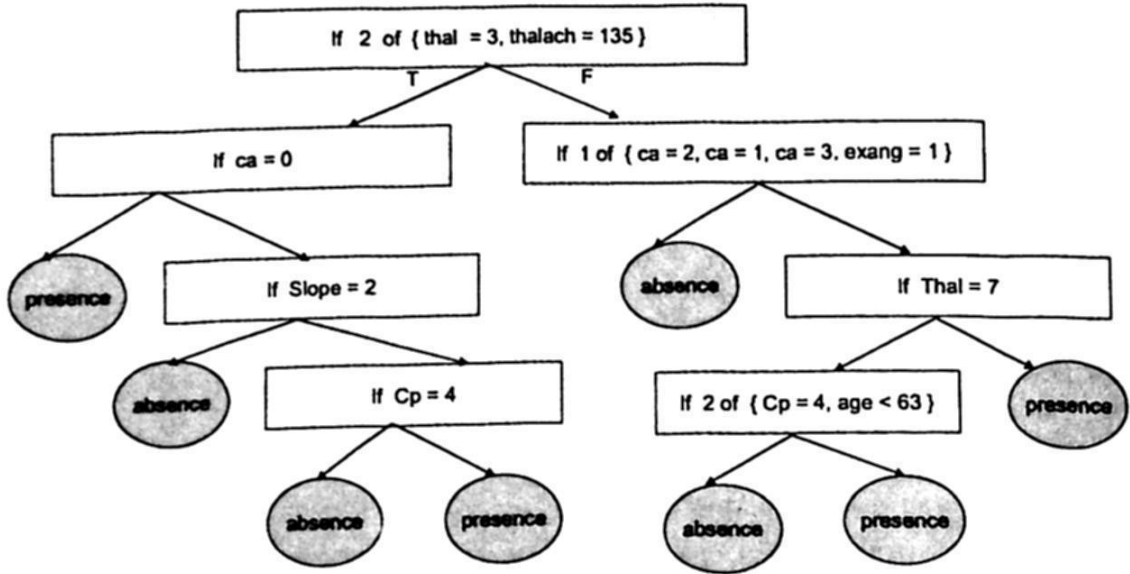 If 2 of { thal = 3, thalach = 135 }
T
F
If ca = 0
If 1 of { ca = 2, ca = 1, ca = 3, exang = 1 }
presence
If Slope = 2
absence
If Thal = 7
absence
If Cp = 4
If 2 of { Cp = 4, age < 63 }
presence
absence
presence
absence
presence